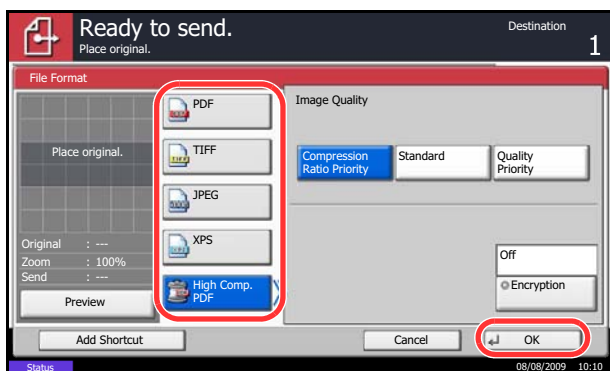 Ready to send.
Destination
Place original.
1
File Format
Place original.
Original : ---
Zoom : 100%
Send : ---
Preview
PDF
TIFF
JPEG
XPS
High Comp.
PDF
Image Quality
Compression
Ratio Priority
Standard
Quality
Priority
Off
Encryption
Add Shortcut
Cancel
OK
Status
08/08/2009 10:10